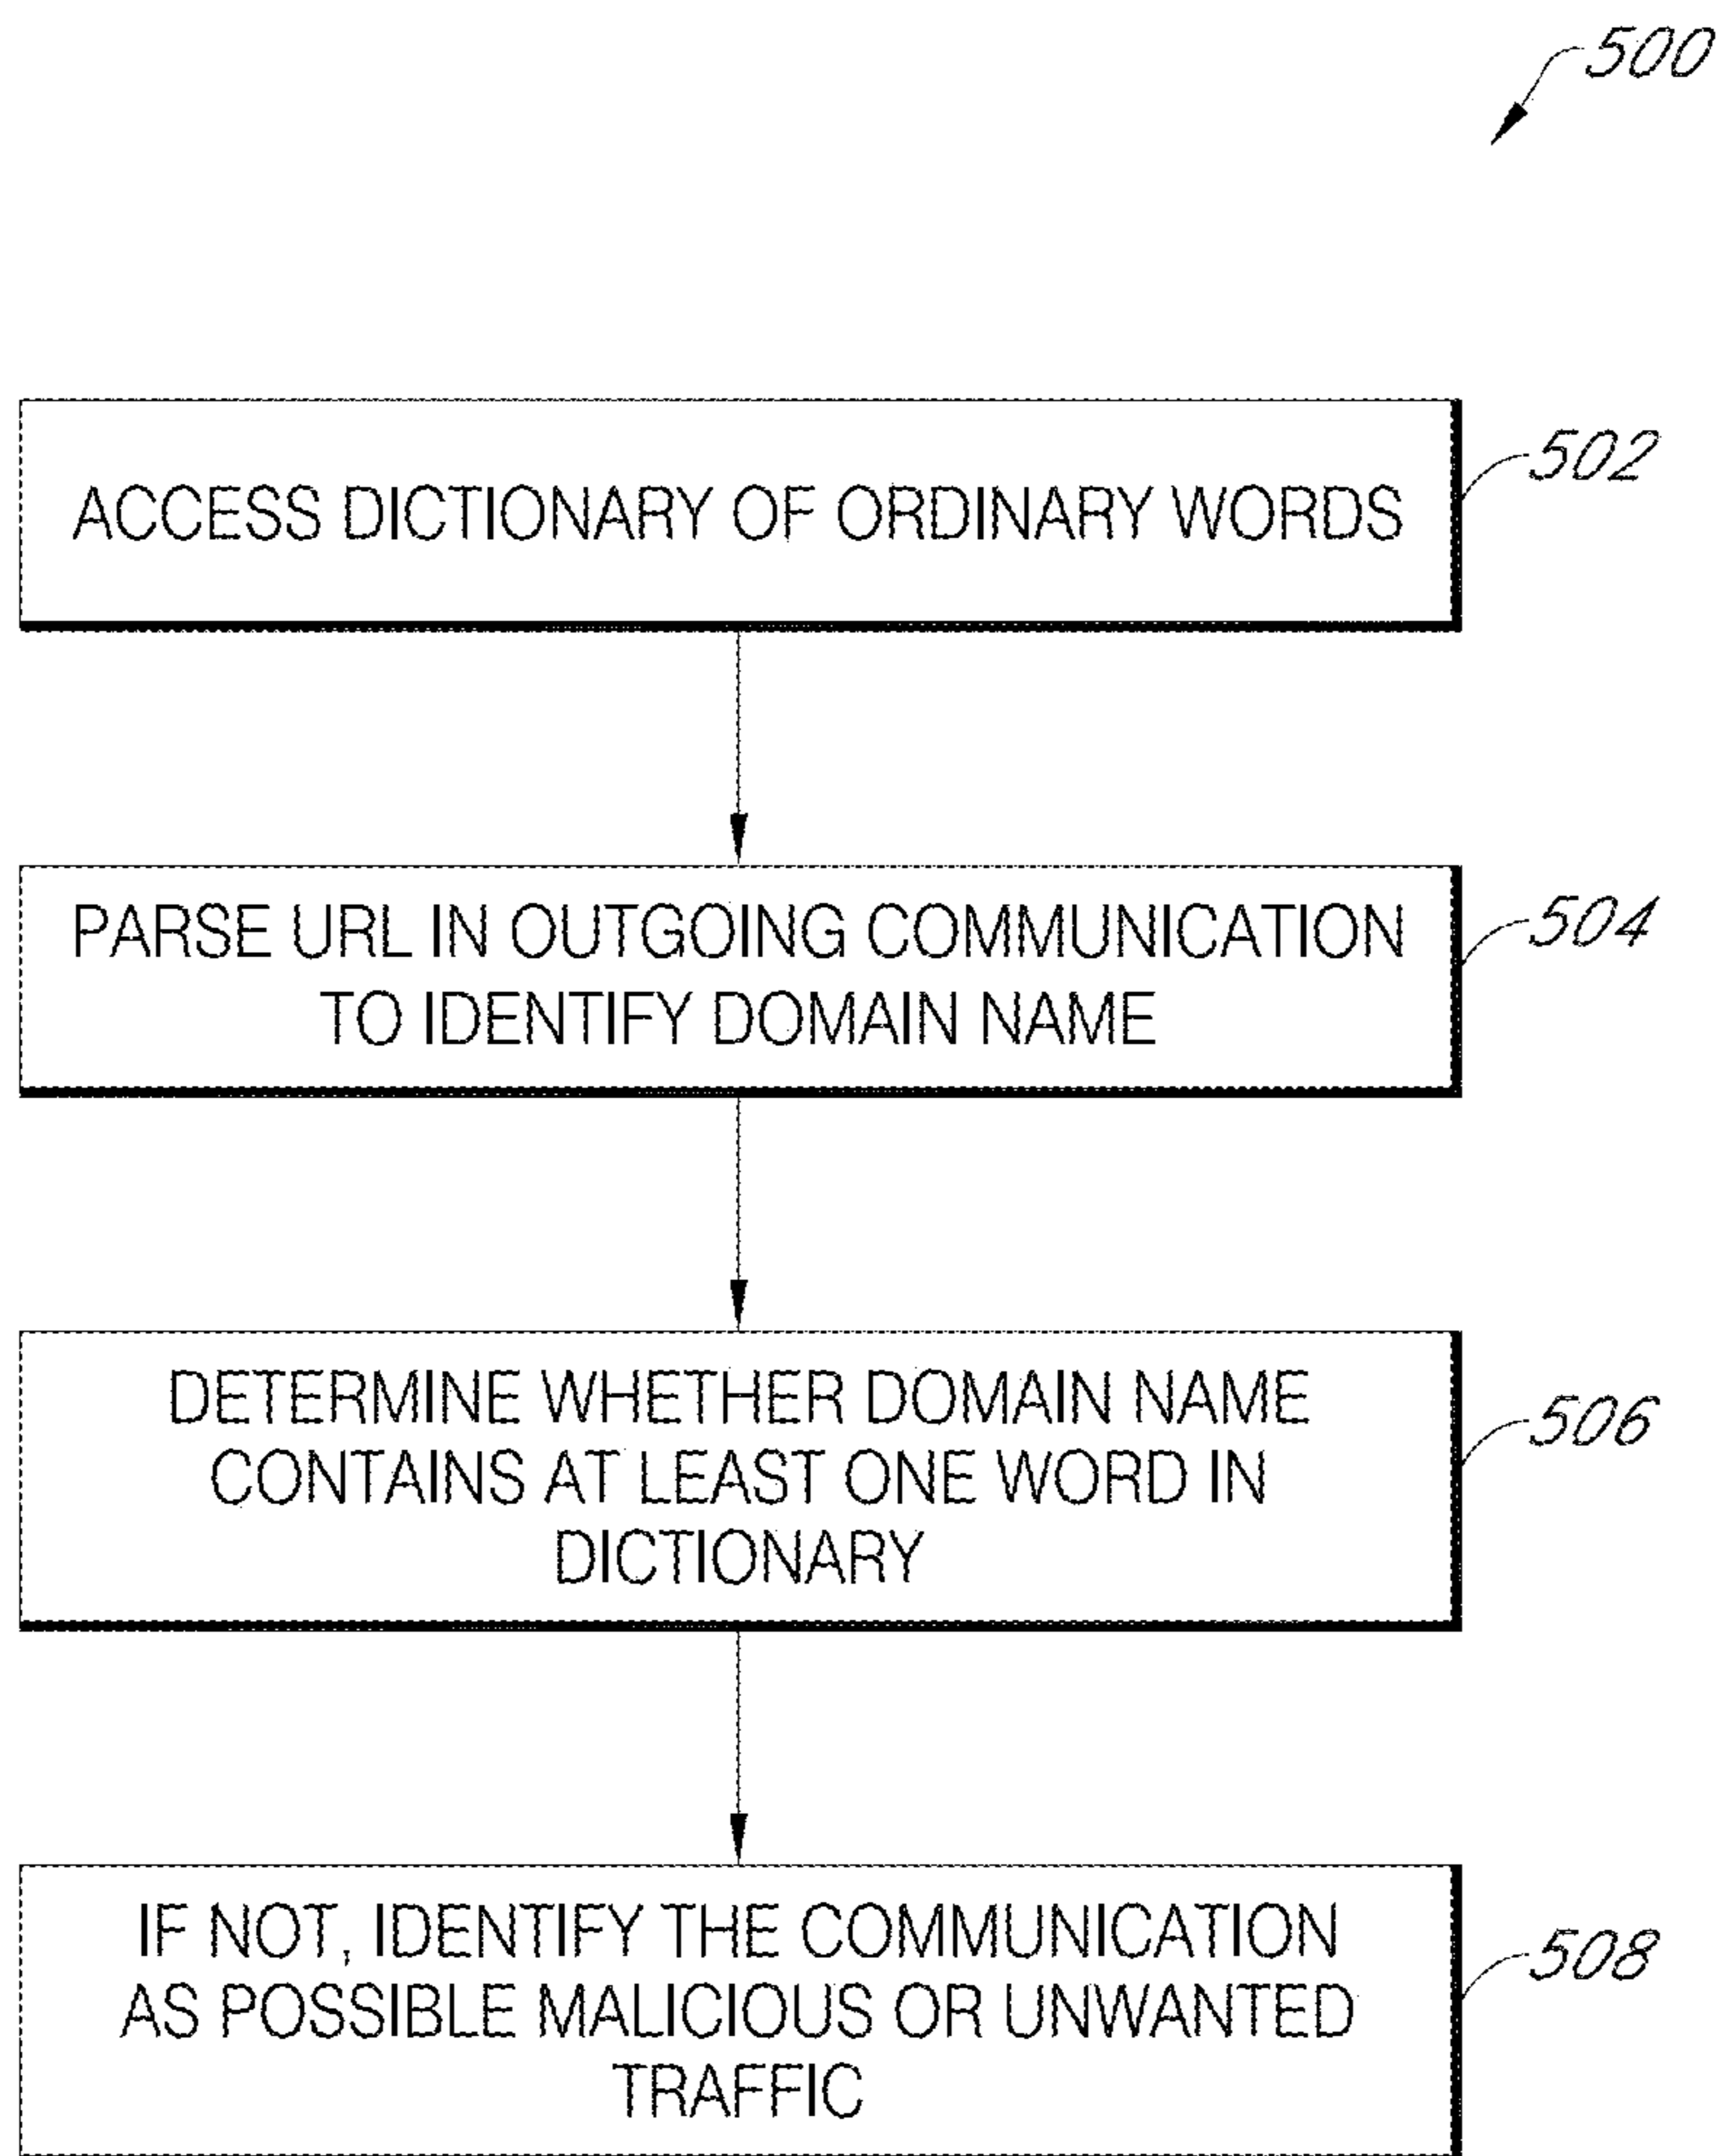 500
ACCESS DICTIONARY OF ORDINARY WORDS
502
PARSE URL IN OUTGOING COMMUNICATION
TO IDENTIFY DOMAIN NAME
504
DETERMINE WHETHER DOMAIN NAME
CONTAINS AT LEAST ONE WORD IN
DICTIONARY
506
IF NOT, IDENTIFY THE COMMUNICATION
AS POSSIBLE MALICIOUS OR UNWANTED
TRAFFIC
508